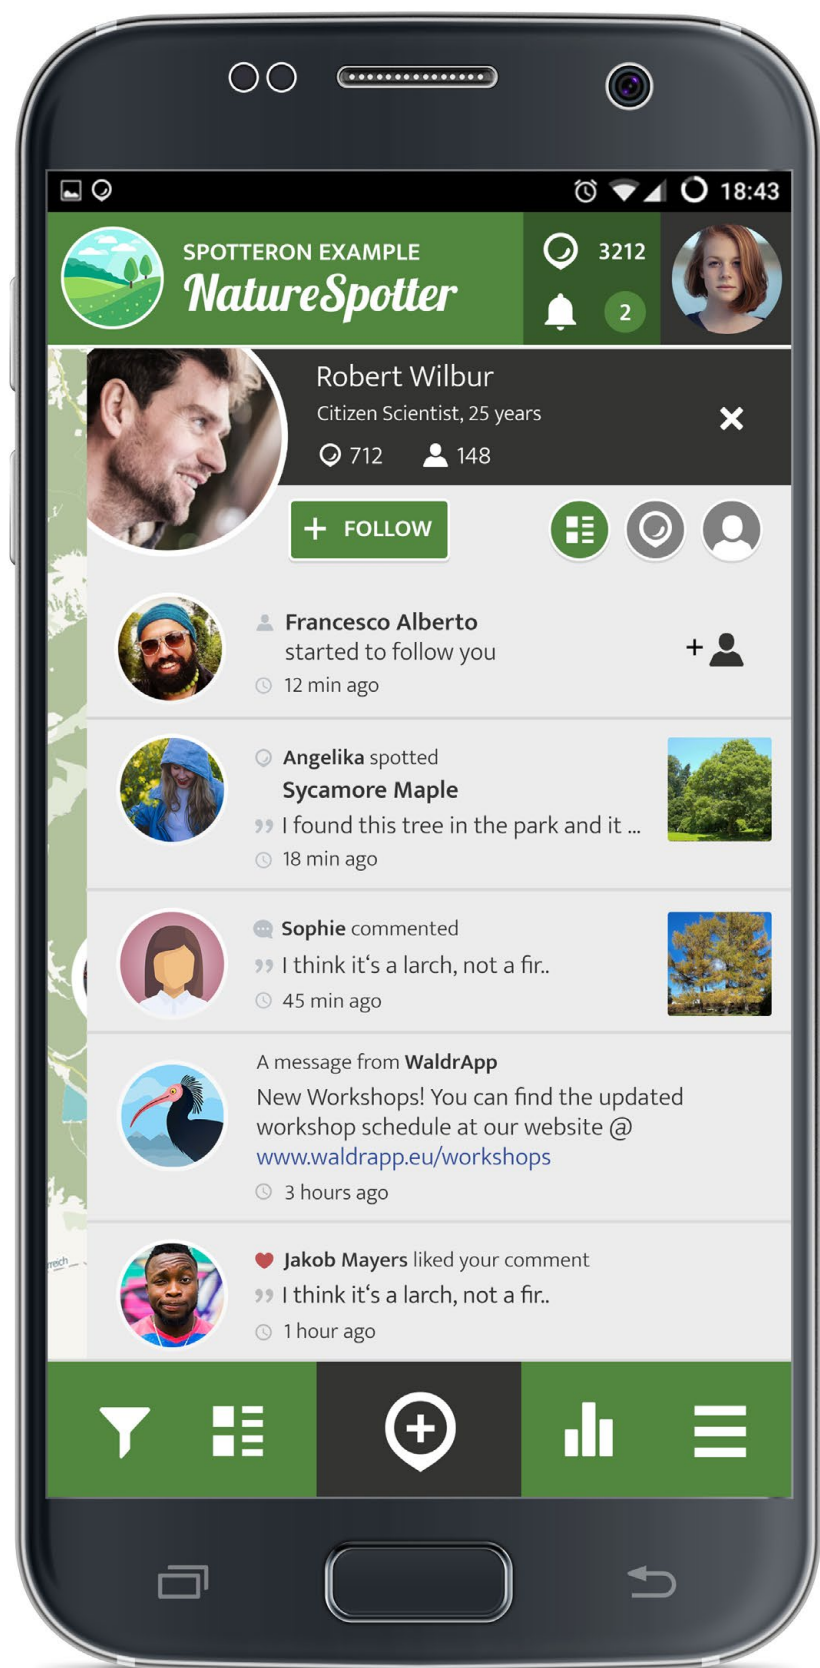 18:43
SPOTTERON EXAMPLE
NatureSpotter
3212
2
Robert Wilbur
Citizen Scientist, 25 years
712 148
+ FOLLOW
Francesco Alberto
started to follow you
12 min ago
Angelika spotted
Sycamore Maple
” I found this tree in the park and it ...
18 min ago
Sophie commented
” I think it‘s a larch, not a fir..
45 min ago
A message from WaldrApp
New Workshops! You can find the updated
workshop schedule at our website @
www.waldrapp.eu/workshops
3 hours ago
Jakob Mayers liked your comment
” I think it‘s a larch, not a fir..
1 hour ago